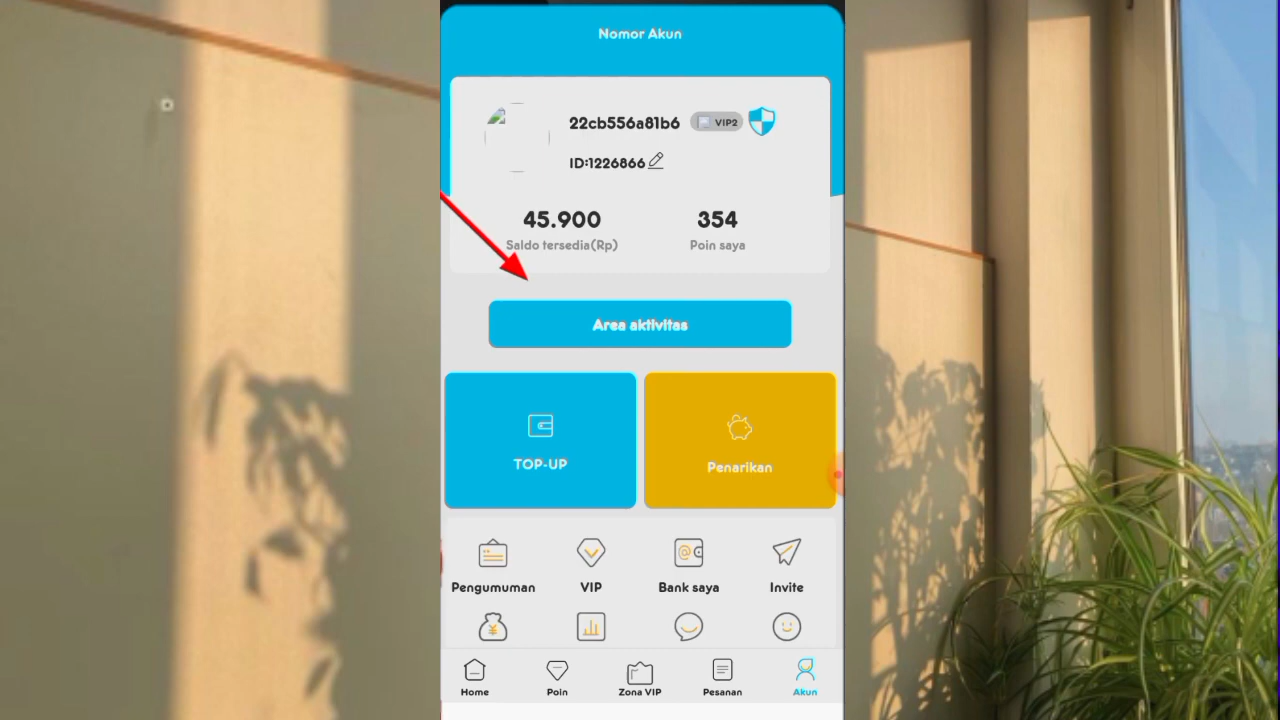 Nomor Akun
22cb556a81b6 VIP2
ID:1226866
45.900 354
Saldo tersedia(Rp) Poin saya
Area aktivitas
TOP-UP Penarikan
Pengumuman VIP Bank saya Invite
Home Poin Zona VIP Pesanan Akun